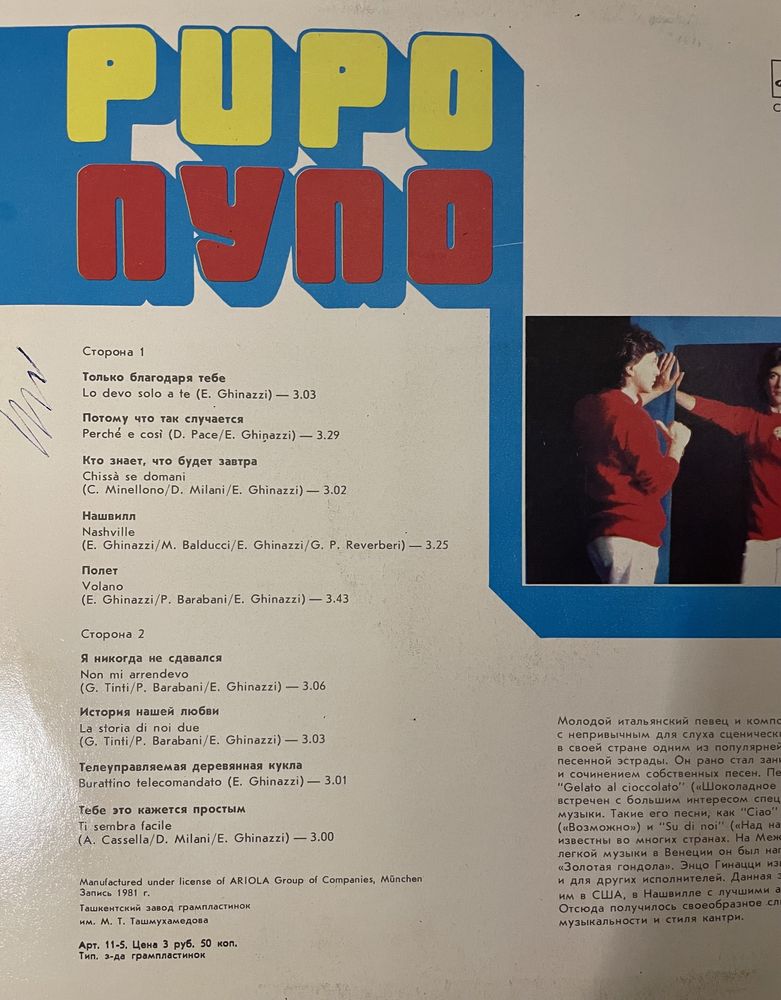 PUPO
ПУПО
Сторона 1
Только благодаря тебе
Lo devo solo a te (E. Ghinazzi) — 3.03
Потому что так случается
Perché e così (D. Pace/E. Ghinazzi) — 3.29
Кто знает, что будет завтра
Chissà se domani
(C. Minellono/D. Milani/E. Ghinazzi) — 3.02
Нашвилл
Nashville
(E. Ghinazzi/M. Balducci/E. Ghinazzi/G. P. Reverberi) — 3.25
Полет
Volano
(E. Ghinazzi/P. Barabani/E. Ghinazzi) — 3.43
Сторона 2
Я никогда не сдавался
Non mi arrendevo
(G. Tinti/P. Barabani/E. Ghinazzi) — 3.06
История нашей любви
La storia di noi due
(G. Tinti/P. Barabani/E. Ghinazzi) — 3.03
Телеуправляемая деревянная кукла
Burattino telecomandato (E. Ghinazzi) — 3.01
Тебе это кажется простым
Ti sembra facile
(A. Cassella/D. Milani/E. Ghinazzi) — 3.00
Manufactured under license of ARIOLA Group of Companies, München
Запись 1981 г.
Ташкентский завод грампластинок
им. М. Т. Ташмухамедова
Арт. 11-5. Цена 3 руб. 50 коп.
Тип. з-да грампластинок
Молодой итальянский певец и компо
с непривычным для слуха сценическ
в своей стране одним из популярней
песенной эстрады. Он рано стал зан
и сочинением собственных песен. Пе
"Gelato al cioccolato" («Шоколадное
встречен с большим интересом спец
музыки. Такие его песни, как "Ciao"
(«Возможно») и "Su di noi" («Над на
известны во многих странах. На Меж
легкой музыки в Венеции он был наг
«Золотая гондола». Энцо Гинацци из
и для других исполнителей. Данная з
им в США, в Нашвилле с лучшими а
Отсюда получилось своеобразное сл
музыкальности и стиля кантри.